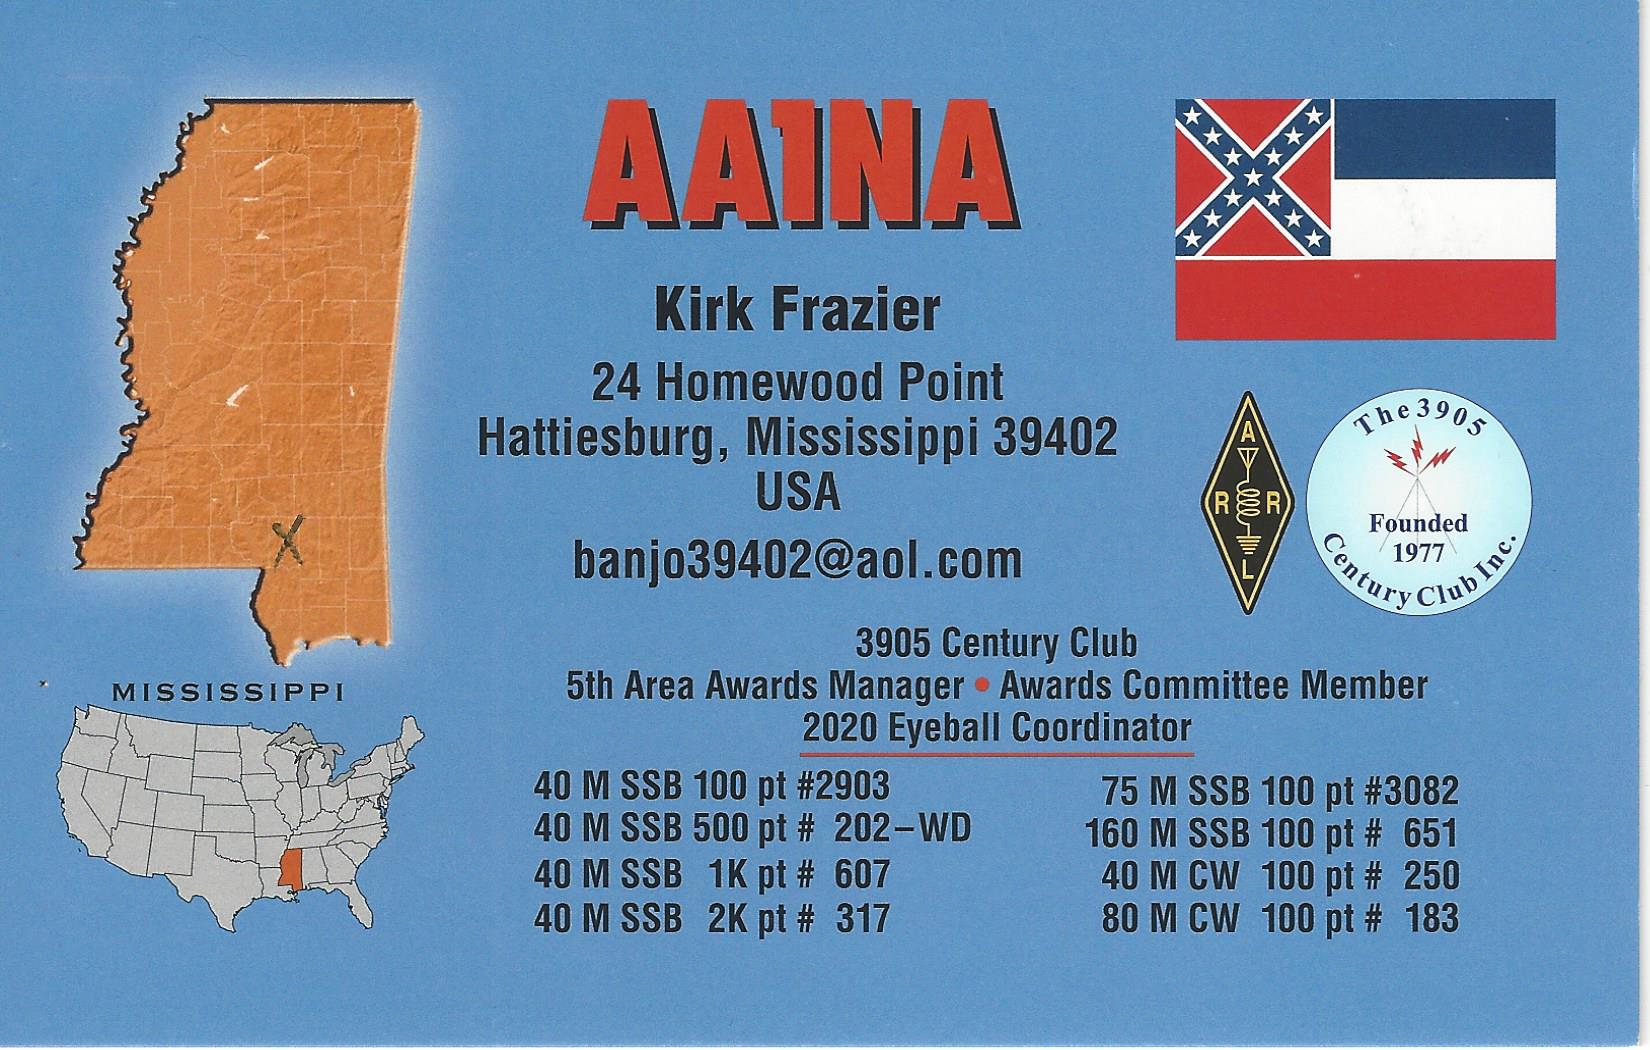 AA1NA
Kirk Frazier
24 Homewood Point
Hattiesburg, Mississippi 39402
USA
banjo39402@aol.com
A
R R
L
The 3905
Founded
1977
Century Club Inc.
3905 Century Club
5th Area Awards Manager • Awards Committee Member
2020 Eyeball Coordinator
MISSISSIPPI
40 M SSB 100 pt #2903
40 M SSB 500 pt # 202-WD
40 M SSB 1K pt # 607
40 M SSB 2K pt # 317
75 M SSB 100 pt #3082
160 M SSB 100 pt # 651
40 M CW 100 pt # 250
80 M CW 100 pt # 183
X